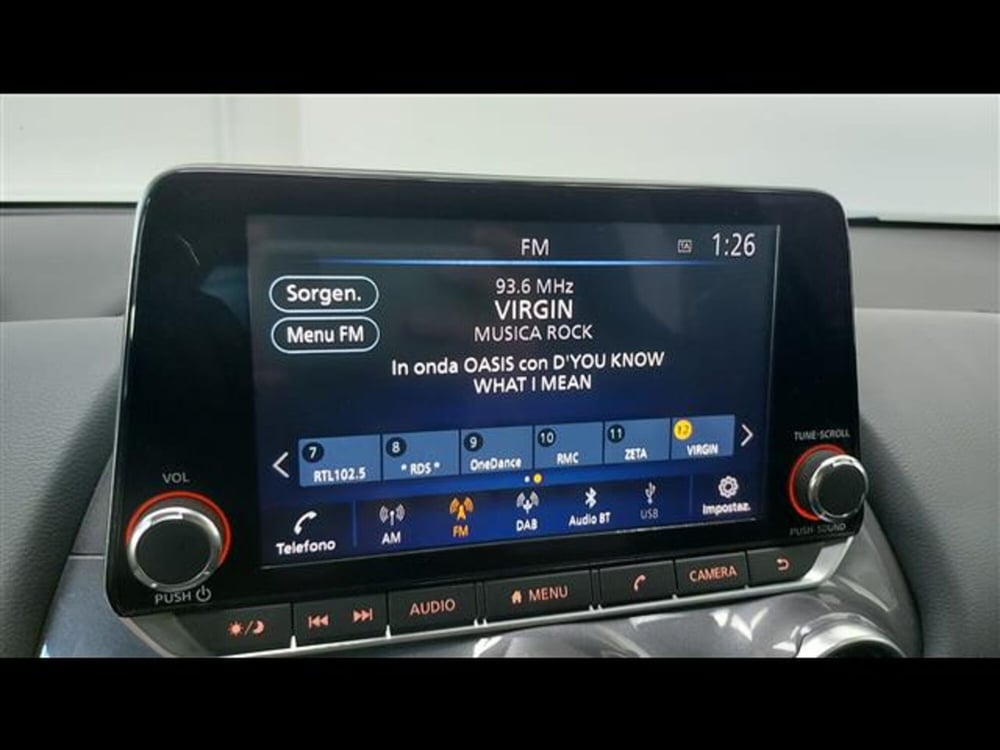 FM
TA
1:26
Sorgen.
Menu FM
93.6 MHz
VIRGIN
MUSICA ROCK
In onda OASIS con D'YOU KNOW
WHAT I MEAN
7 RTL102.5
8 * RDS *
9 OneDance
10 RMC
11 ZETA
12 VIRGIN
Telefono
AM
FM
DAB
Audio BT
USB
Impostaz.
VOL
PUSH
TUNE•SCROLL
PUSH•SOUND
AUDIO
MENU
CAMERA